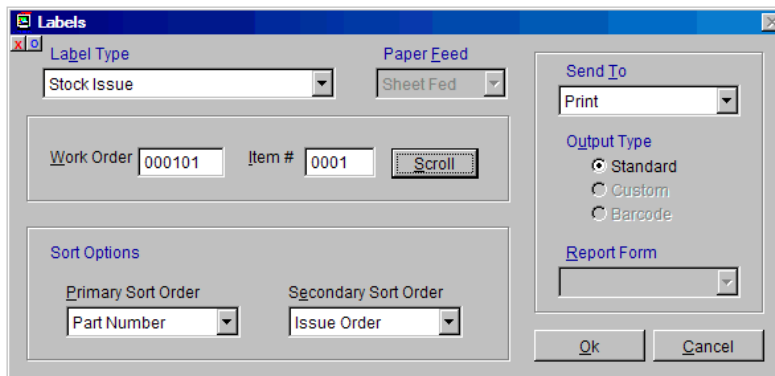 Labels
X O
Label Type
Paper Feed
Stock Issue
Sheet Fed
Work Order 000101 Item # 0001 Scroll
Sort Options
Primary Sort Order
Secondary Sort Order
Part Number
Issue Order
Send To
Print
Output Type
Standard
Custom
Barcode
Report Form
Ok
Cancel